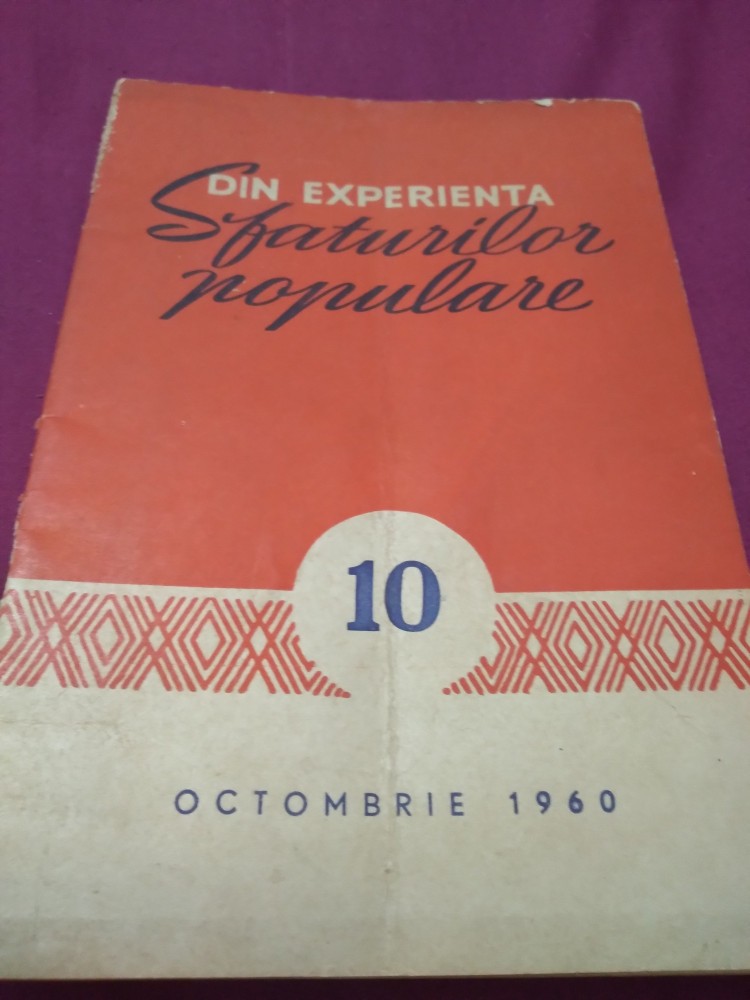 DIN EXPERIENTA
Sfaturilor
populare
10
OCTOMBRIE 1960